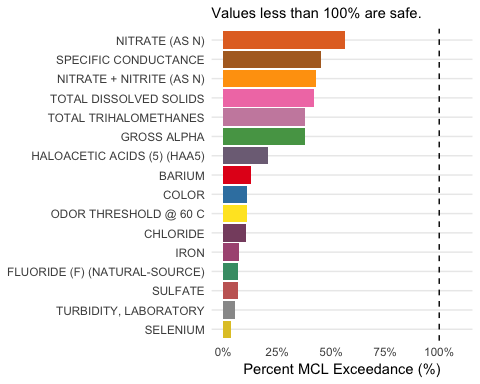 Values less than 100% are safe.
NITRATE (AS N)
SPECIFIC CONDUCTANCE
NITRATE + NITRITE (AS N)
TOTAL DISSOLVED SOLIDS
TOTAL TRIHALOMETHANES
GROSS ALPHA
HALOACETIC ACIDS (5) (HAA5)
BARIUM
COLOR
ODOR THRESHOLD @ 60 C
CHLORIDE
IRON
FLUORIDE (F) (NATURAL-SOURCE)
SULFATE
TURBIDITY, LABORATORY
SELENIUM
0% 25% 50% 75% 100%
Percent MCL Exceedance (%)